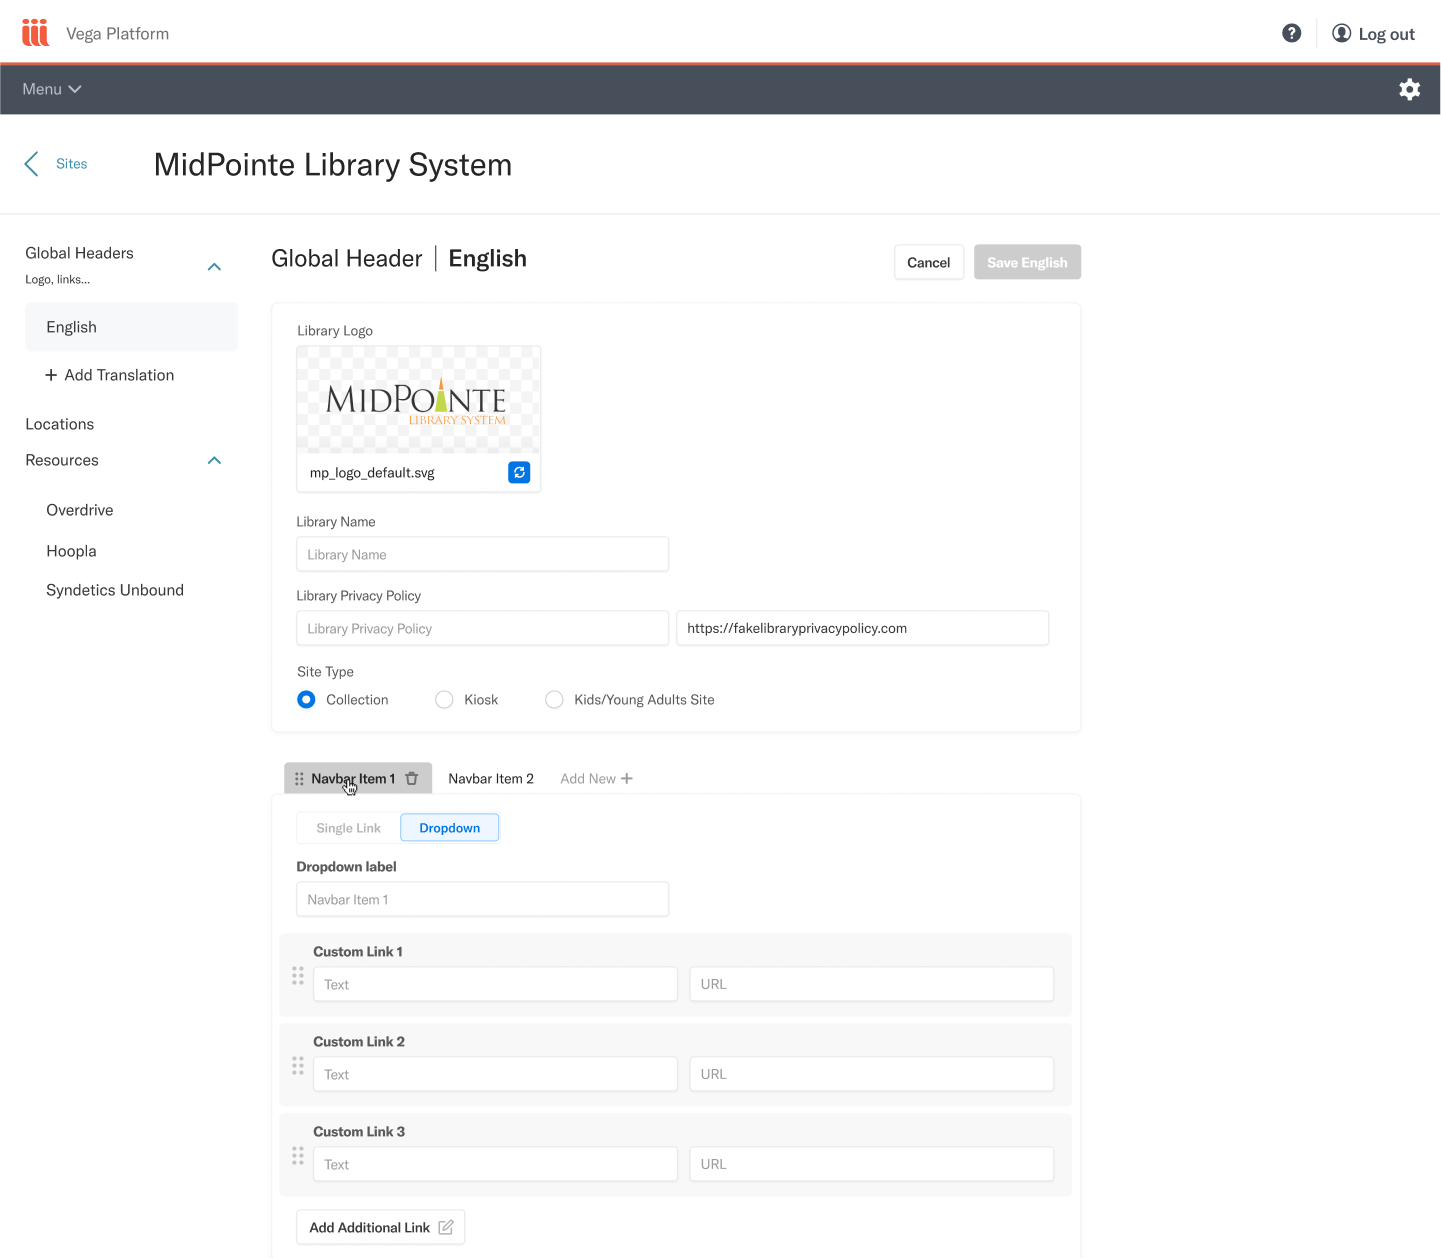 Vega Platform
Log out
Menu
Sites
MidPointe Library System
Global Headers
Logo, links...
English
Add Translation
Locations
Resources
Overdrive
Hoopla
Syndetics Unbound
Global Header | English
Cancel
Save English
Library Logo
MIDPOINTE
LIBRARY SYSTEM
mp_logo_default.svg
Library Name
Library Name
Library Privacy Policy
Library Privacy Policy
https://fakelibraryprivacypolicy.com
Site Type
Collection
Kiosk
Kids/Young Adults Site
Navbar Item 1
Navbar Item 2
Add New
Single Link
Dropdown
Dropdown label
Navbar Item 1
Custom Link 1
Text
URL
Custom Link 2
Text
URL
Custom Link 3
Text
URL
Add Additional Link